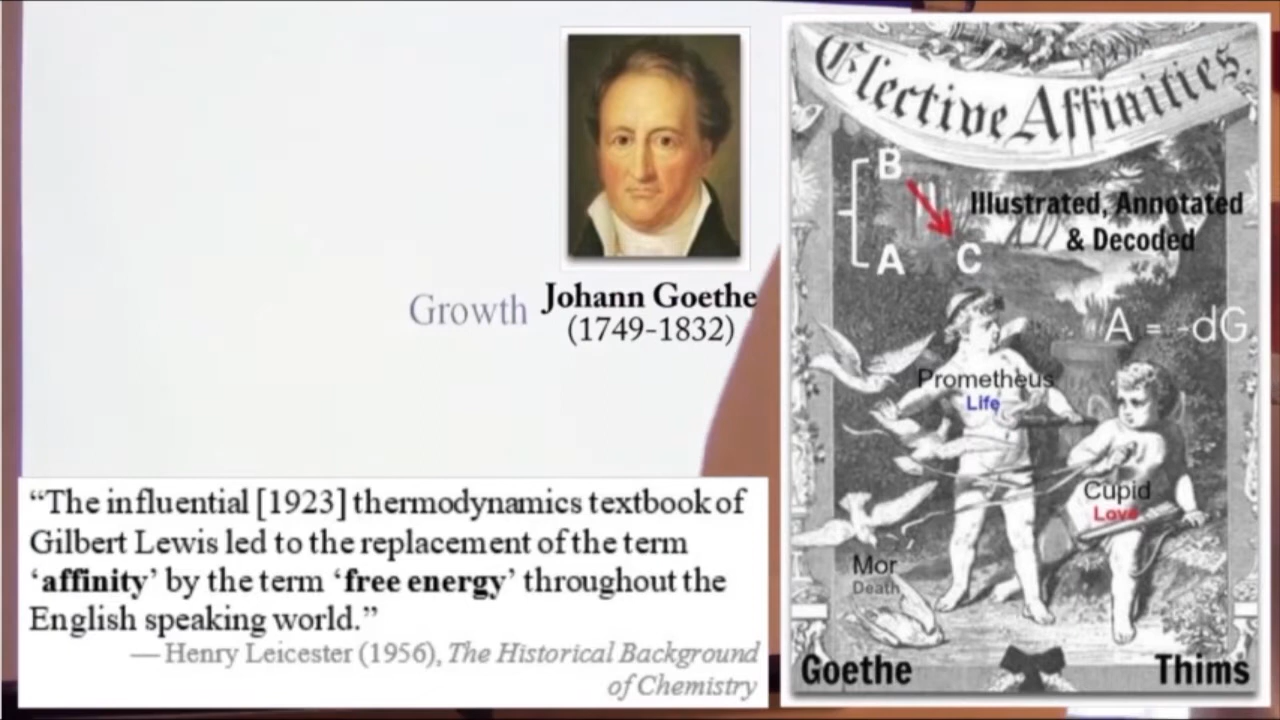 Growth
Johann Goethe
(1749-1832)
“The influential [1923] thermodynamics textbook of
Gilbert Lewis led to the replacement of the term
‘affinity’ by the term ‘free energy’ throughout the
English speaking world.”
— Henry Leicester (1956), The Historical Background
of Chemistry
Elective Affinities.
B
Illustrated, Annotated
& Decoded
A C
A = -dG
Prometheus
Life
Cupid
Love
Mor
Death
Goethe Thims